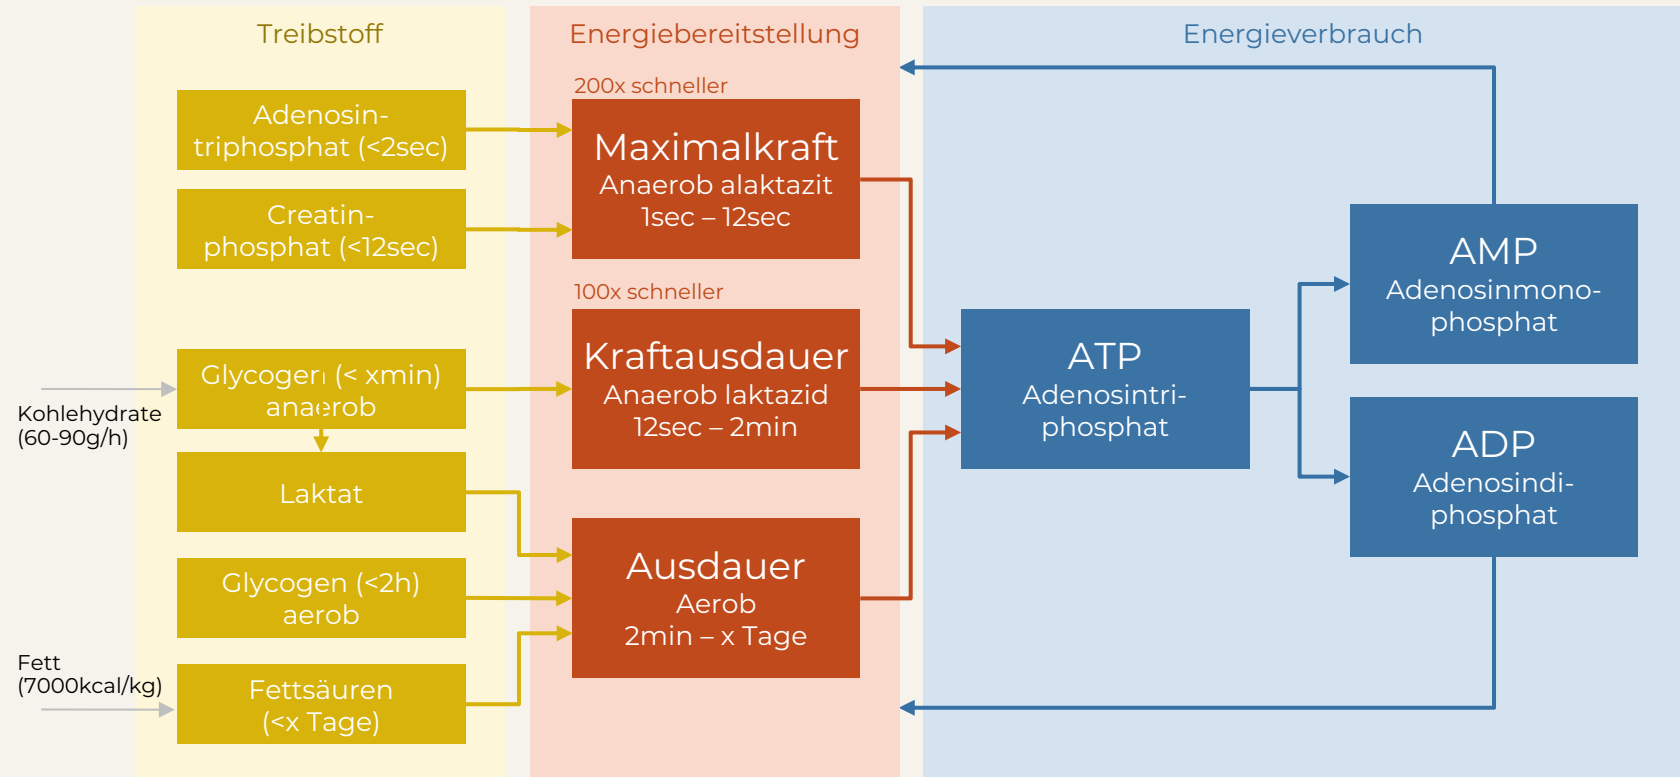 Treibstoff
Energiebereitstellung
Energieverbrauch
Adenosin-
triphosphat (<2sec)
Creatin-
phosphat (<12sec)
Kohlehydrate
(60-90g/h)
Glycogen (< xmin)
anaerob
Laktat
Glycogen (<2h)
aerob
Fett
(7000kcal/kg)
Fettsäuren
(<x Tage)
200x schneller
Maximalkraft
Anaerob alaktazit
1sec – 12sec
100x schneller
Kraftausdauer
Anaerob laktazid
12sec – 2min
Ausdauer
Aerob
2min – x Tage
ATP
Adenosintri-
phosphat
AMP
Adenosinmono-
phosphat
ADP
Adenosindi-
phosphat